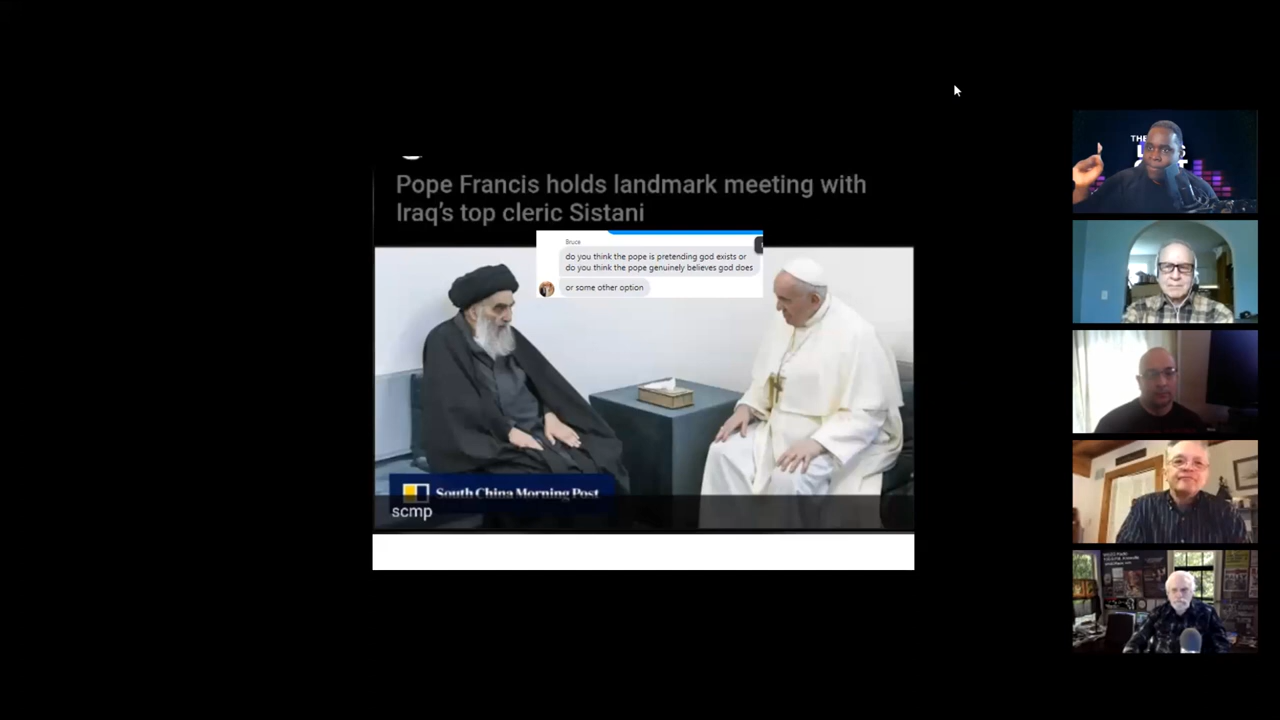 Pope Francis holds landmark meeting with
Iraq's top cleric Sistani
Bruce
do you think the pope is pretending god exists or
do you think the pope genuinely believes god does
or some other option
South China Morning Post
scmp
THE